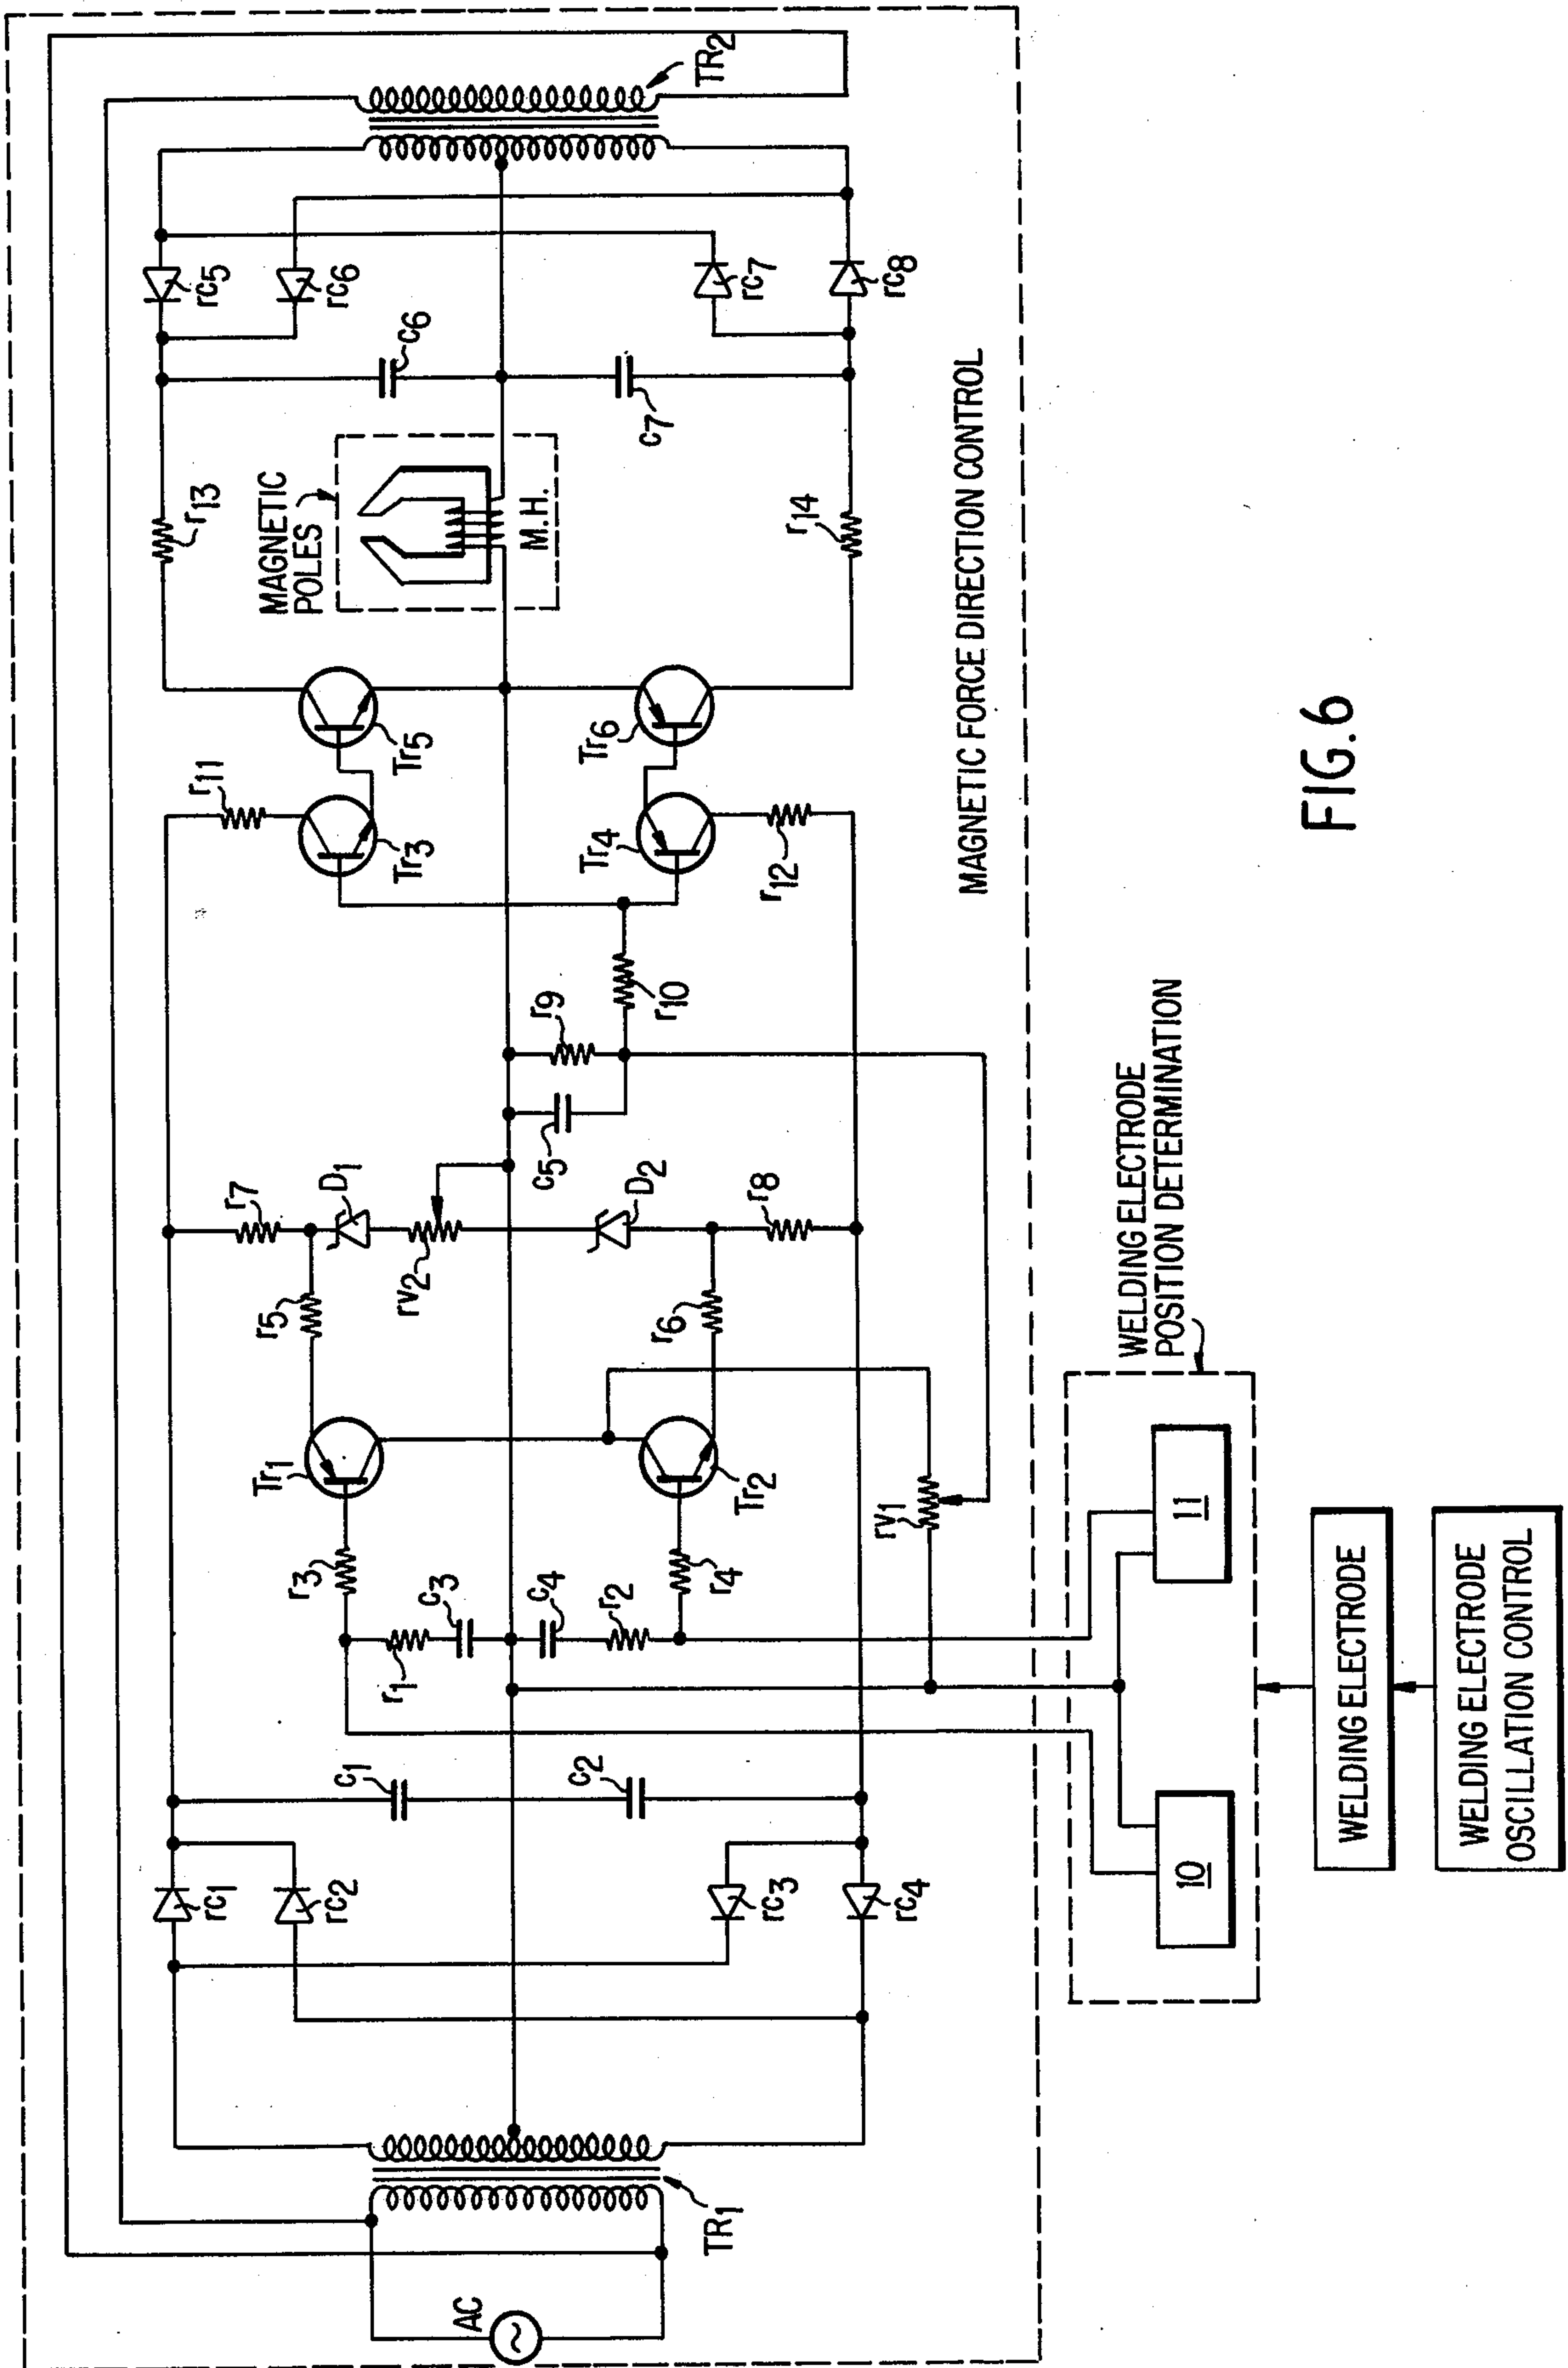 AC
TR1
TR2
rc1
rc2
rc3
rc4
c1
c2
r1
c3
c4
r2
r3
r4
Tr1
Tr2
rv1
r5
r6
r7
D1
rv2
D2
r8
c5
r9
r10
r11
Tr3
Tr4
r12
Tr5
Tr6
MAGNETIC
POLES
M.H.
r13
r14
c6
c7
rc5
rc6
rc7
rc8
MAGNETIC FORCE DIRECTION CONTROL
WELDING ELECTRODE
POSITION DETERMINATION
10
11
WELDING ELECTRODE
WELDING ELECTRODE
OSCILLATION CONTROL
FIG.6